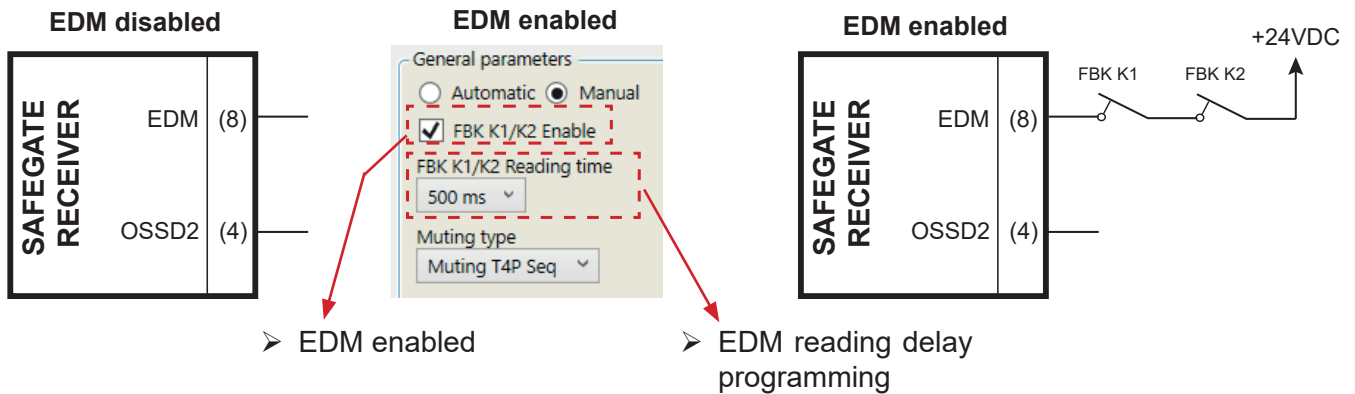 EDM disabled
SAFEGATE
RECEIVER
EDM (8)
OSSD2 (4)
EDM enabled
General parameters
Automatic Manual
FBK K1/K2 Enable
FBK K1/K2 Reading time
500 ms
Muting type
Muting T4P Seq
EDM enabled
SAFEGATE
RECEIVER
EDM (8)
OSSD2 (4)
FBK K1 FBK K2
+24VDC
➢ EDM enabled
➢ EDM reading delay
programming